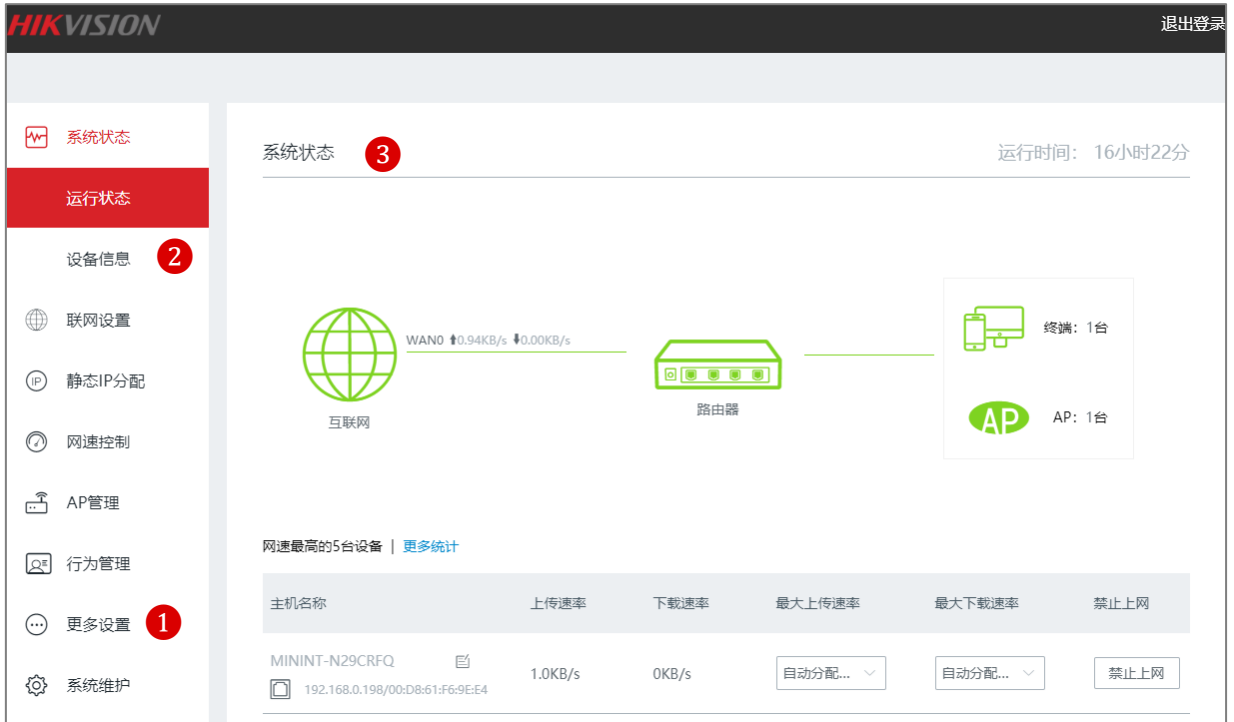 HIKVISION
退出登录
系统状态
运行状态
设备信息 2
联网设置
IP 静态IP分配
网速控制
AP管理
行为管理
更多设置 1
系统维护
系统状态 3 运行时间: 16小时22分
WAN0 0.94KB/s 0.00KB/s
互联网
路由器
终端: 1台
AP AP: 1台
网速最高的5台设备 | 更多统计
主机名称 上传速率 下载速率 最大上传速率 最大下载速率 禁止上网
MININT-N29CRFQ
192.168.0.198/00:D8:61:F6:9E:E4
1.0KB/s 0KB/s 自动分配... 自动分配... 禁止上网